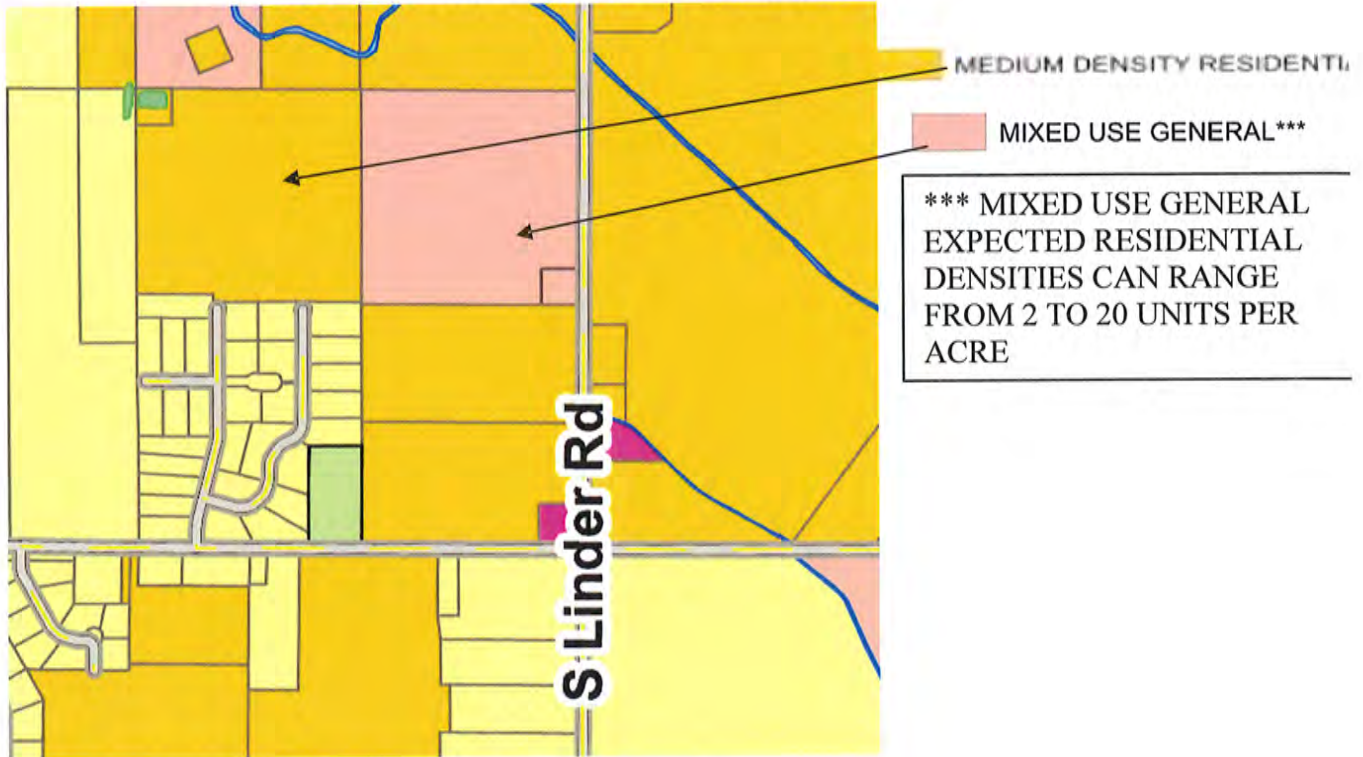 MEDIUM DENSITY RESIDENTI
MIXED USE GENERAL***
*** MIXED USE GENERAL
EXPECTED RESIDENTIAL
DENSITIES CAN RANGE
FROM 2 TO 20 UNITS PER
ACRE
S Linder Rd